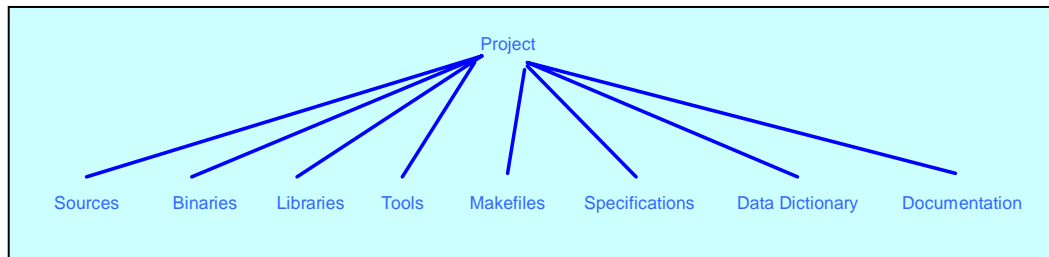 Project
Sources Binaries Libraries Tools Makefiles Specifications Data Dictionary Documentation